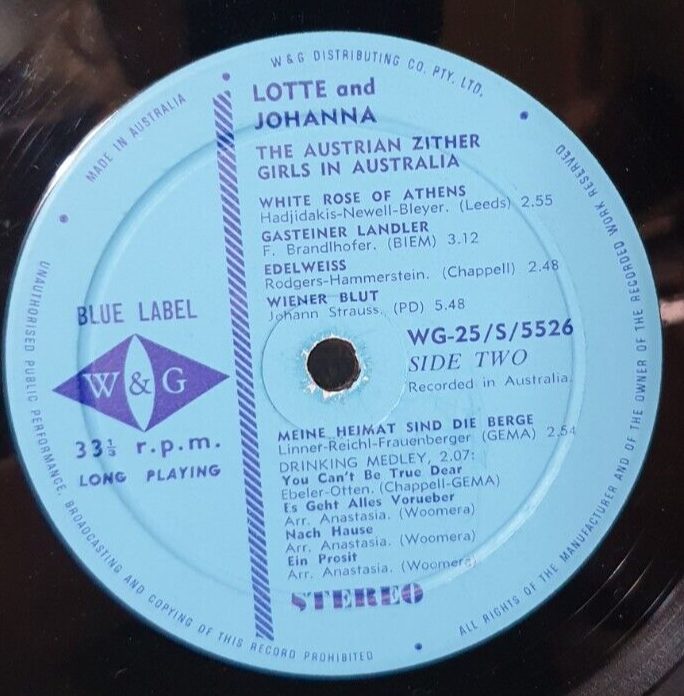 W & G DISTRIBUTING CO. PTY. LTD.
MADE IN AUSTRALIA
LOTTE and
JOHANNA
THE AUSTRIAN ZITHER
GIRLS IN AUSTRALIA
WHITE ROSE OF ATHENS
Hadjidakis-Newell-Bleyer. (Leeds) 2.55
GASTEINER LANDLER
F. Brandlhofer. (BIEM) 3.12
EDELWEISS
Rodgers-Hammerstein. (Chappell) 2.48
WIENER BLUT
Johann Strauss. (PD) 5.48
BLUE LABEL
W & G
33⅓ r.p.m.
LONG PLAYING
WG-25/S/5526
SIDE TWO
Recorded in Australia.
MEINE HEIMAT SIND DIE BERGE
Linner-Reichl-Frauenberger (GEMA) 2.54
DRINKING MEDLEY, 2.07:
You Can't Be True Dear
Ebeler-Otten. (Chappell-GEMA)
Es Geht Alles Vorueber
Arr. Anastasia. (Woomera)
Nach Hause
Arr. Anastasia. (Woomera)
Ein Prosit
Arr. Anastasia. (Woomera)
STEREO
ALL RIGHTS OF THE MANUFACTURER AND OF THE OWNER OF THE RECORDED WORK RESERVED
UNAUTHORISED PUBLIC PERFORMANCE, BROADCASTING AND COPYING OF THIS RECORD PROHIBITED